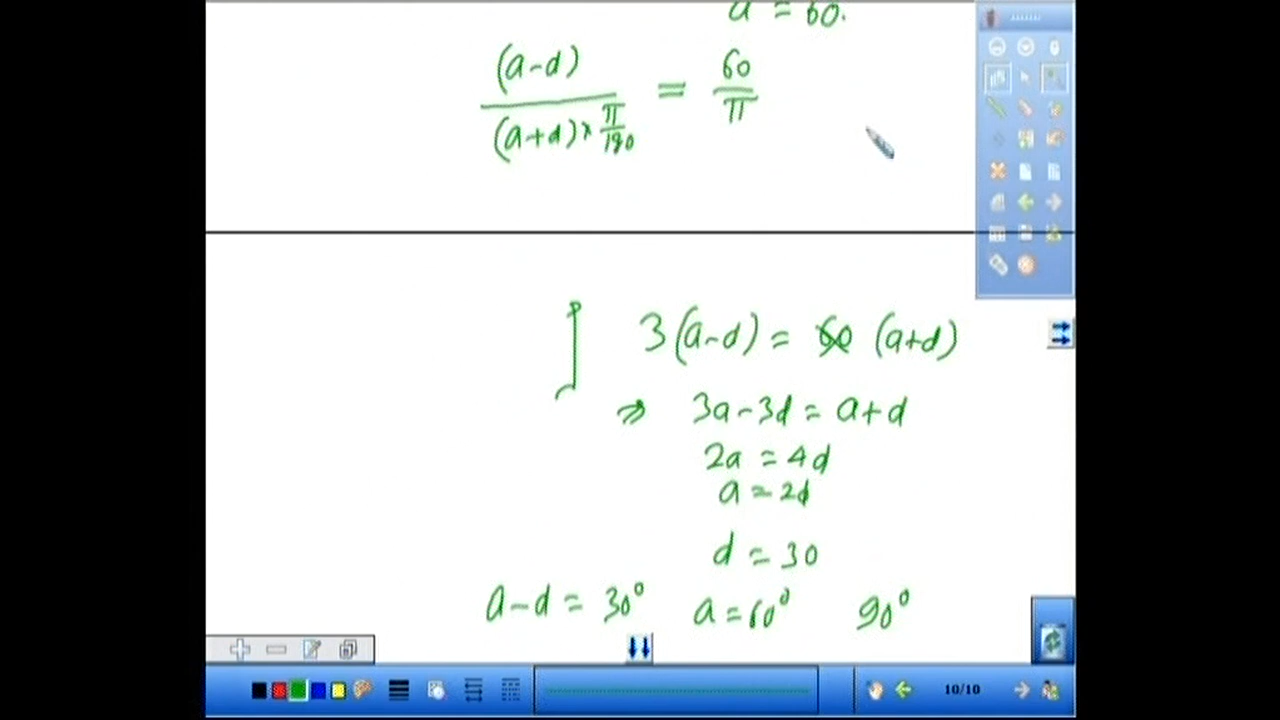 a = 60.
(a-d) / ((a+d) × π/180) = 60/π
3(a-d) = 60 (a+d)
⇒ 3a-3d = a+d
2a = 4d
a = 2d
d = 30
a-d = 30° a = 60° 90°
10/10